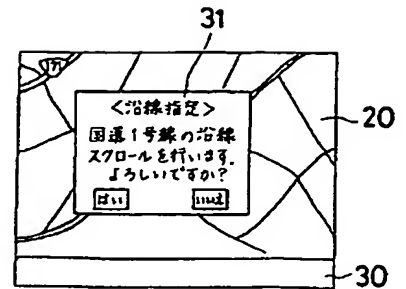 31
171
<沿線指定>
国道1号線の沿線
スクロールを行います。
よろしいですか?
はい
いいえ
20
30